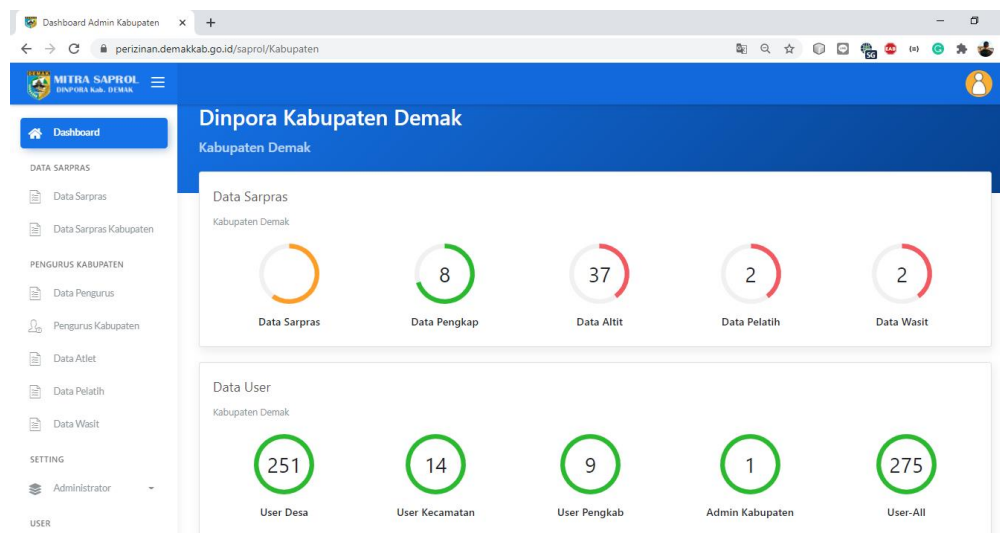 Dashboard Admin Kabupaten
perizinan.demakkab.go.id/saprol/Kabupaten
MITRA SAPROL
DINPORA Kab. DEMAK
Dashboard
DATA SARPRAS
Data Sarpras
Data Sarpras Kabupaten
PENGURUS KABUPATEN
Data Pengurus
Pengurus Kabupaten
Data Atlet
Data Pelatih
Data Wasit
SETTING
Administrator
USER
Dinpora Kabupaten Demak
Kabupaten Demak
Data Sarpras
Kabupaten Demak
8
37
2
2
Data Sarpras
Data Pengkap
Data Altit
Data Pelatih
Data Wasit
Data User
Kabupaten Demak
251
14
9
1
275
User Desa
User Kecamatan
User Pengkab
Admin Kabupaten
User-All